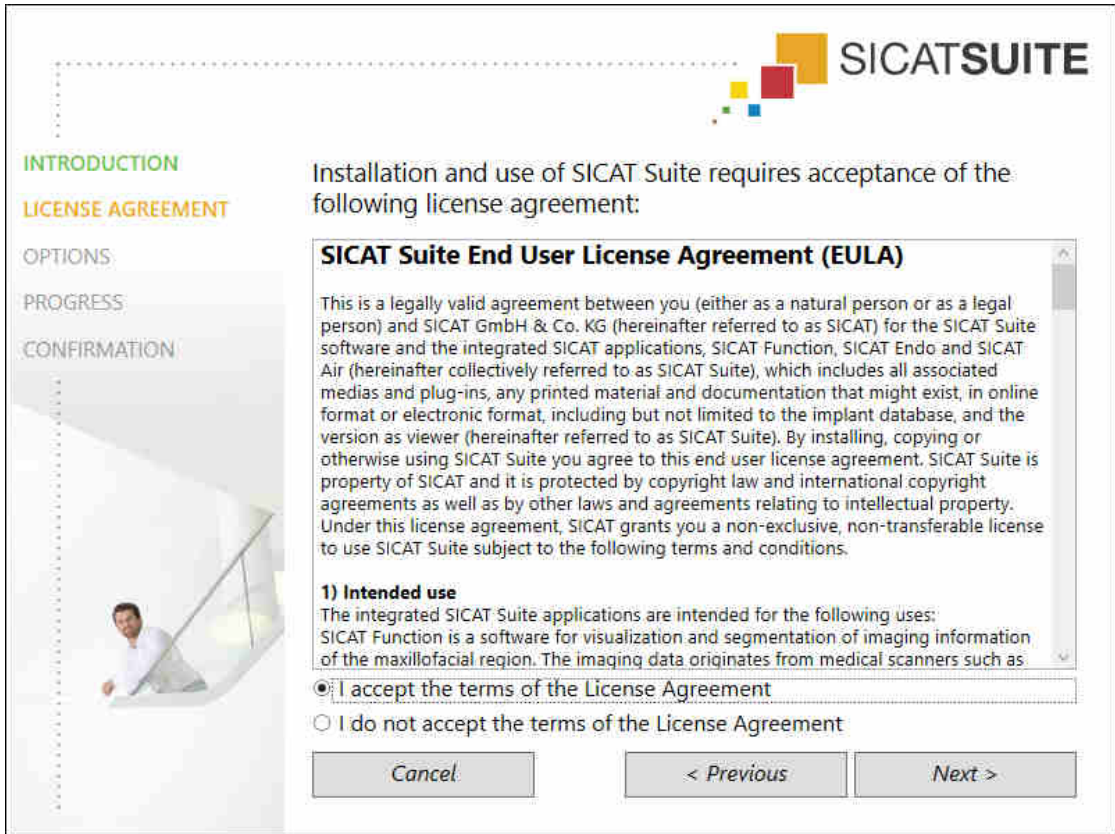 SICATSUITE
INTRODUCTION
LICENSE AGREEMENT
OPTIONS
PROGRESS
CONFIRMATION
Installation and use of SICAT Suite requires acceptance of the
following license agreement:
SICAT Suite End User License Agreement (EULA)
This is a legally valid agreement between you (either as a natural person or as a legal
person) and SICAT GmbH & Co. KG (hereinafter referred to as SICAT) for the SICAT Suite
software and the integrated SICAT applications, SICAT Function, SICAT Endo and SICAT
Air (hereinafter collectively referred to as SICAT Suite), which includes all associated
medias and plug-ins, any printed material and documentation that might exist, in online
format or electronic format, including but not limited to the implant database, and the
version as viewer (hereinafter referred to as SICAT Suite). By installing, copying or
otherwise using SICAT Suite you agree to this end user license agreement. SICAT Suite is
property of SICAT and it is protected by copyright law and international copyright
agreements as well as by other laws and agreements relating to intellectual property.
Under this license agreement, SICAT grants you a non-exclusive, non-transferable license
to use SICAT Suite subject to the following terms and conditions.
1) Intended use
The integrated SICAT Suite applications are intended for the following uses:
SICAT Function is a software for visualization and segmentation of imaging information
of the maxillofacial region. The imaging data originates from medical scanners such as
I accept the terms of the License Agreement
I do not accept the terms of the License Agreement
Cancel
< Previous
Next >